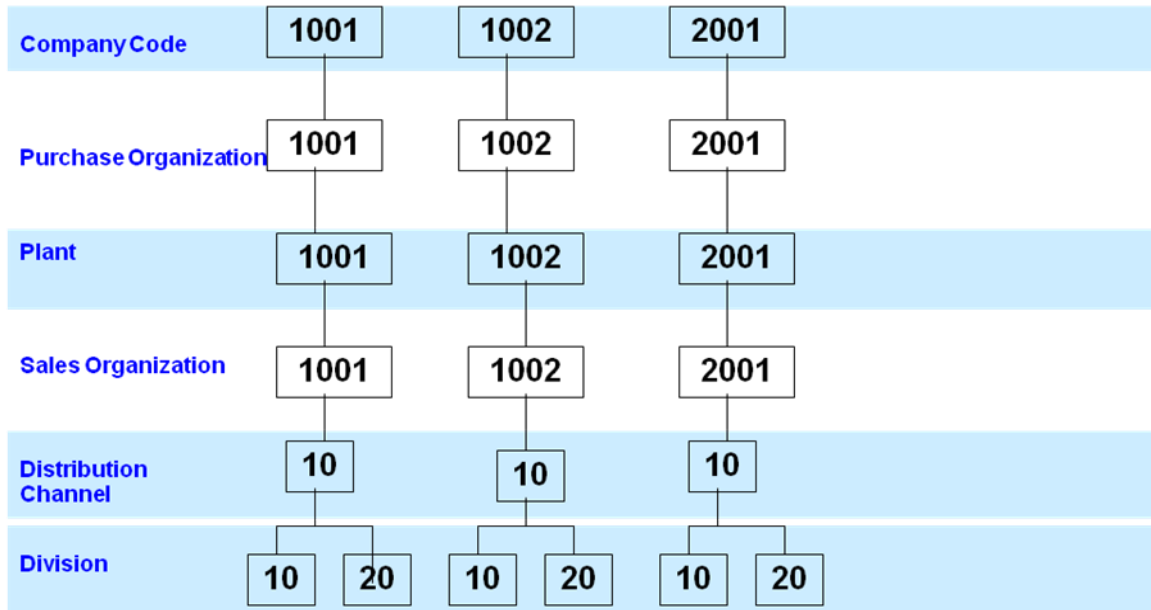 Company Code 1001 1002 2001
Purchase Organization 1001 1002 2001
Plant 1001 1002 2001
Sales Organization 1001 1002 2001
Distribution
Channel
10 10 10
Division 10 20 10 20 10 20